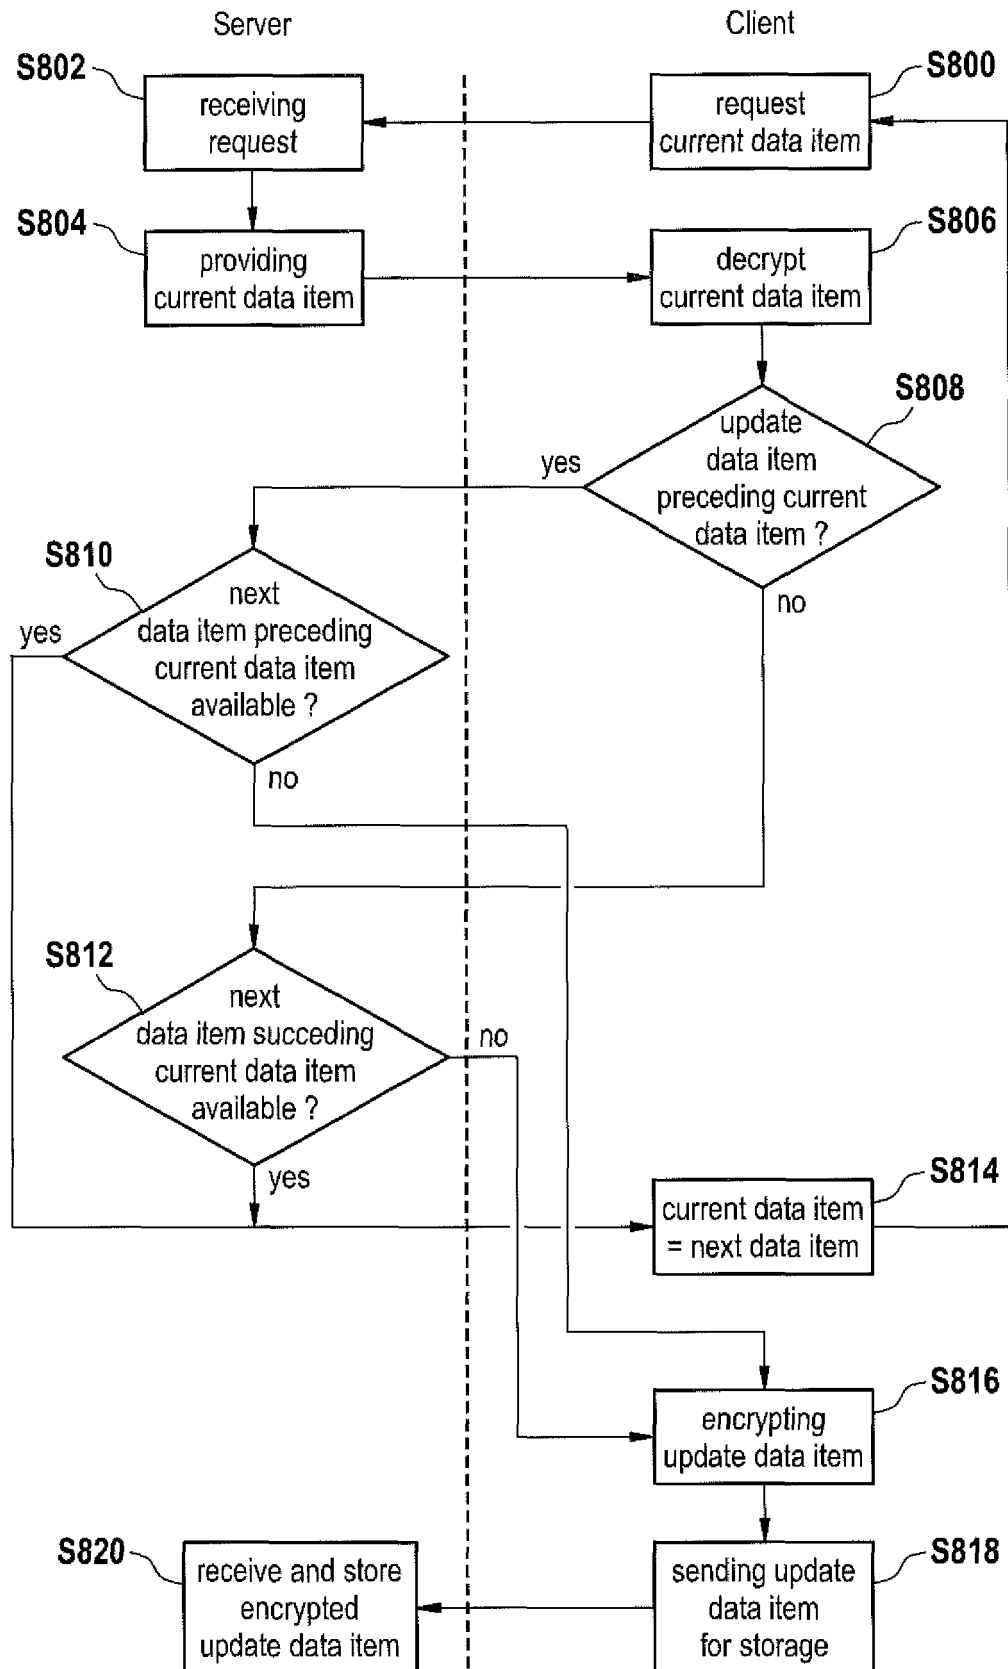 Server
Client
S802
receiving
request
S800
request
current data item
S804
providing
current data item
S806
decrypt
current data item
S808
update
data item
preceding current
data item ?
yes
no
S810
next
data item preceding
current data item
available ?
yes
no
S812
next
data item succeding
current data item
available ?
no
yes
S814
current data item
= next data item
S816
encrypting
update data item
S818
sending update
data item
for storage
S820
receive and store
encrypted
update data item